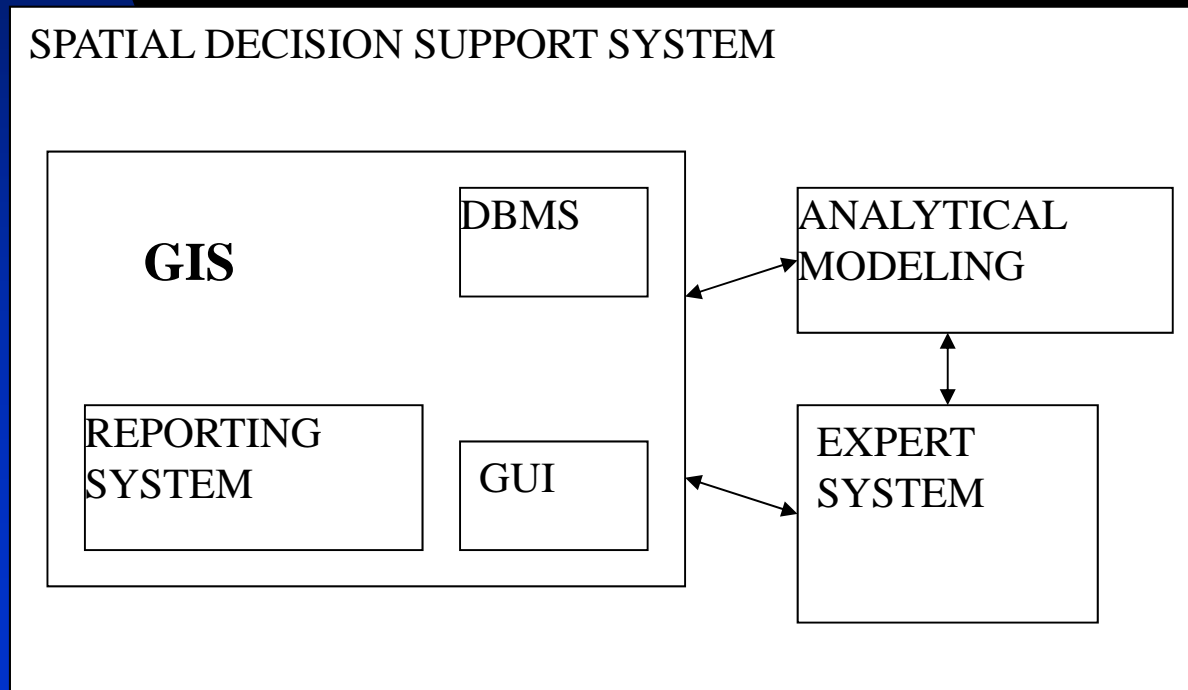 SPATIAL DECISION SUPPORT SYSTEM
GIS
DBMS
ANALYTICAL
MODELING
REPORTING
SYSTEM
GUI
EXPERT
SYSTEM